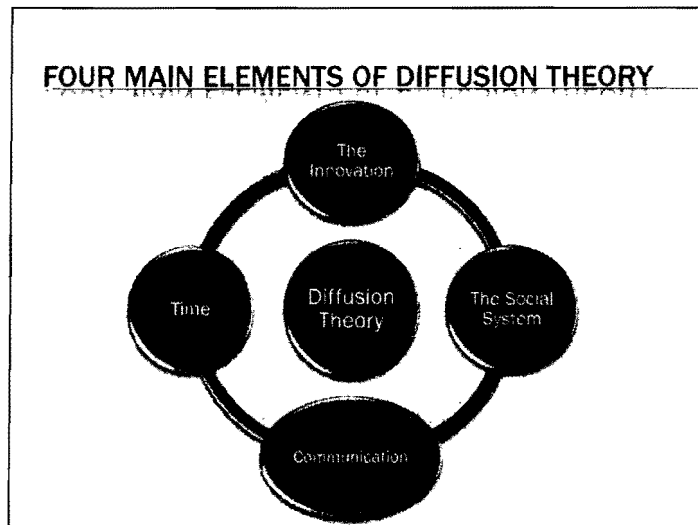 FOUR MAIN ELEMENTS OF DIFFUSION THEORY
The
Innovation
Time
Diffusion
Theory
The Social
System
Communication